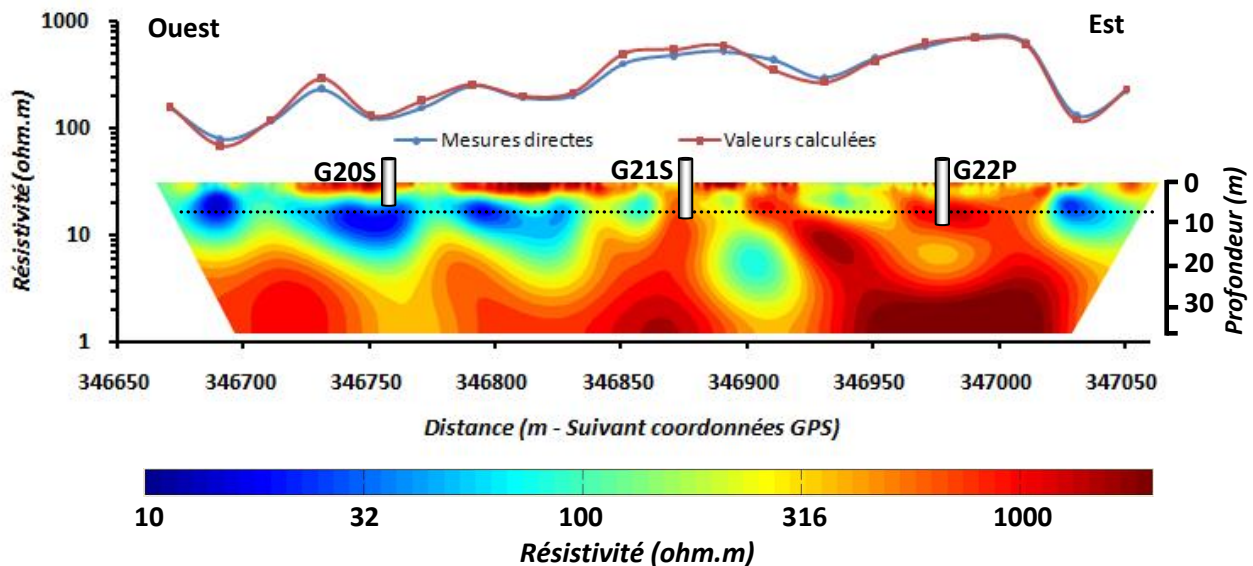 1000
100
10
1
Résistivité (ohm.m)
Ouest
Est
Mesures directes
Valeurs calculées
G20S
G21S
G22P
0
10
20
30
Profondeur (m)
346650
346700
346750
346800
346850
346900
346950
347000
347050
Distance (m - Suivant coordonnées GPS)
10
32
100
316
1000
Résistivité (ohm.m)